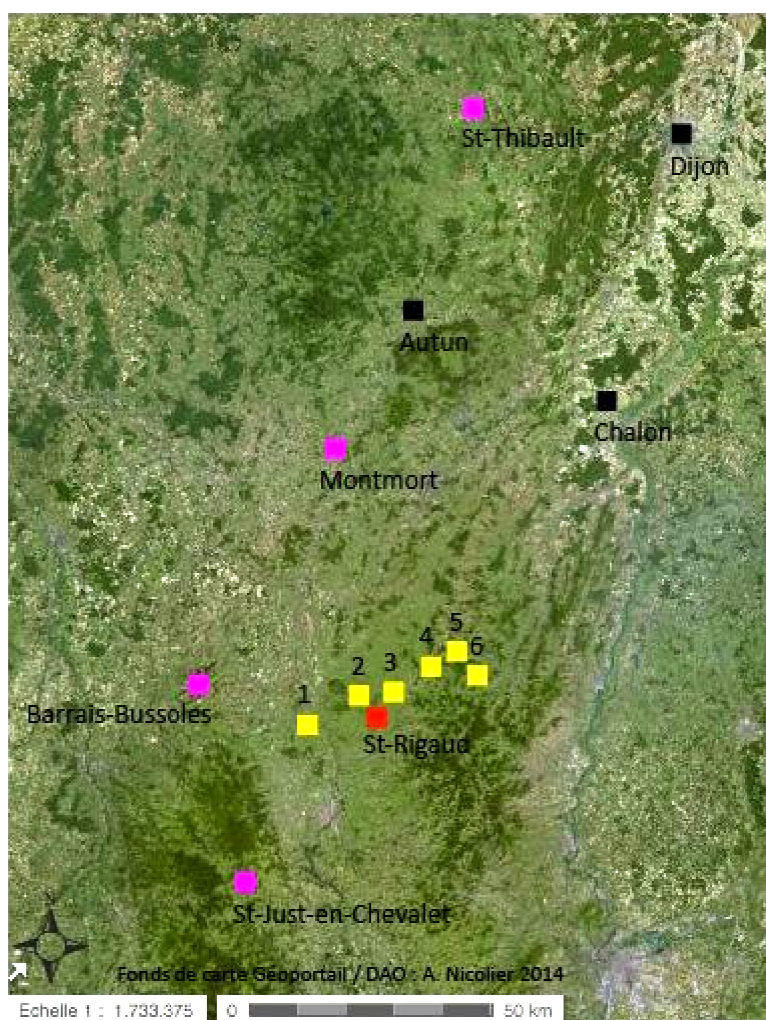 St-Thibault
Dijon
Autun
Chalon
Montmort
5
4
6
2
3
1
Barrais-Bussoles
St-Rigaud
St-Just-en-Chevalet
N
Fonds de carte Géoportail / DAO : A. Nicolier 2014
Echelle 1 : 1.733.375
0
50 km